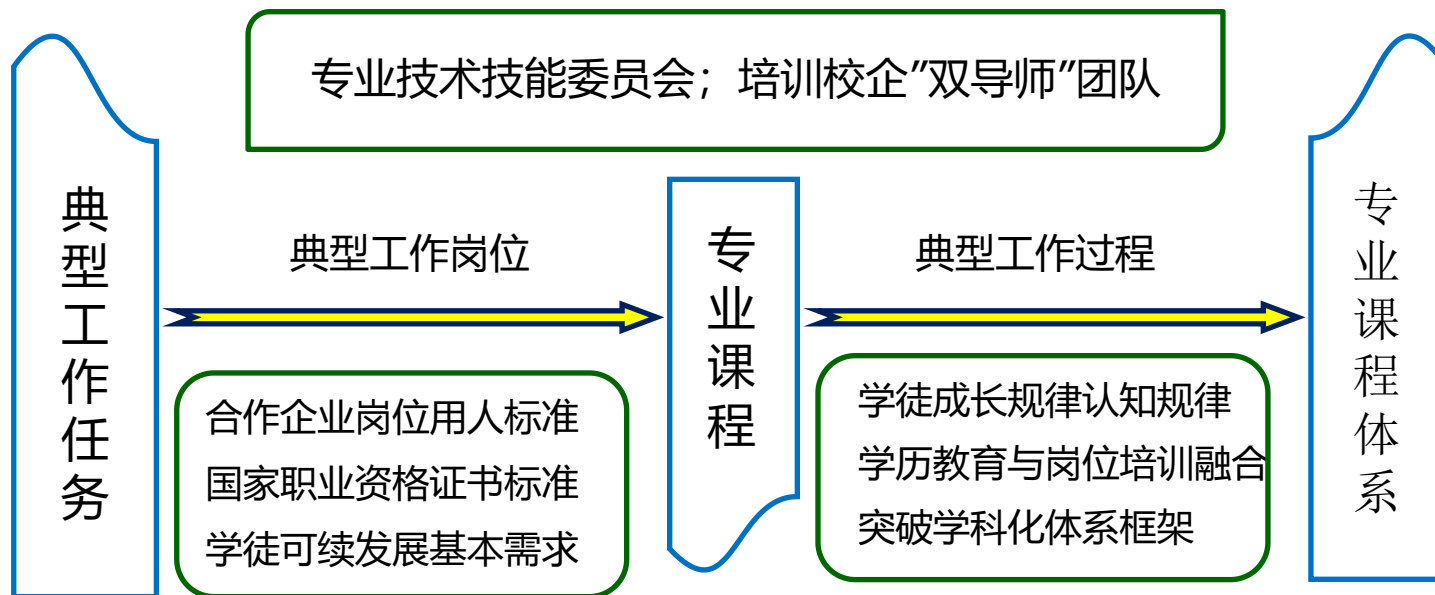 专业技术技能委员会；培训校企”双导师”团队
典型工作任务
典型工作岗位
合作企业岗位用人标准
国家职业资格证书标准
学徒可续发展基本需求
专业课程
典型工作过程
学徒成长规律认知规律
学历教育与岗位培训融合
突破学科化体系框架
专业课程体系